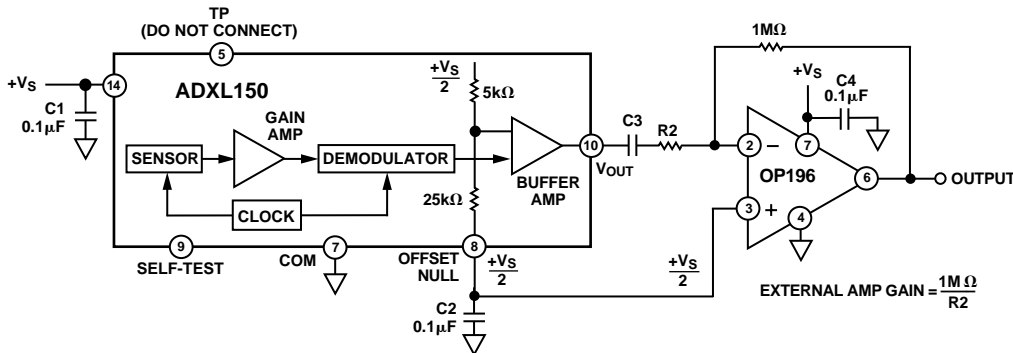 TP
(DO NOT CONNECT)
5
+VS
14
C1
0.1µF
ADXL150
+VS
2
5kΩ
GAIN
AMP
SENSOR
DEMODULATOR
CLOCK
25kΩ
BUFFER
AMP
10
VOUT
9
SELF-TEST
COM
7
8
OFFSET
NULL
+VS
2
C2
0.1µF
C3
R2
1MΩ
+VS
C4
0.1µF
2
–
7
OP196
6
OUTPUT
3
+
4
+VS
2
EXTERNAL AMP GAIN = 1MΩ
R2